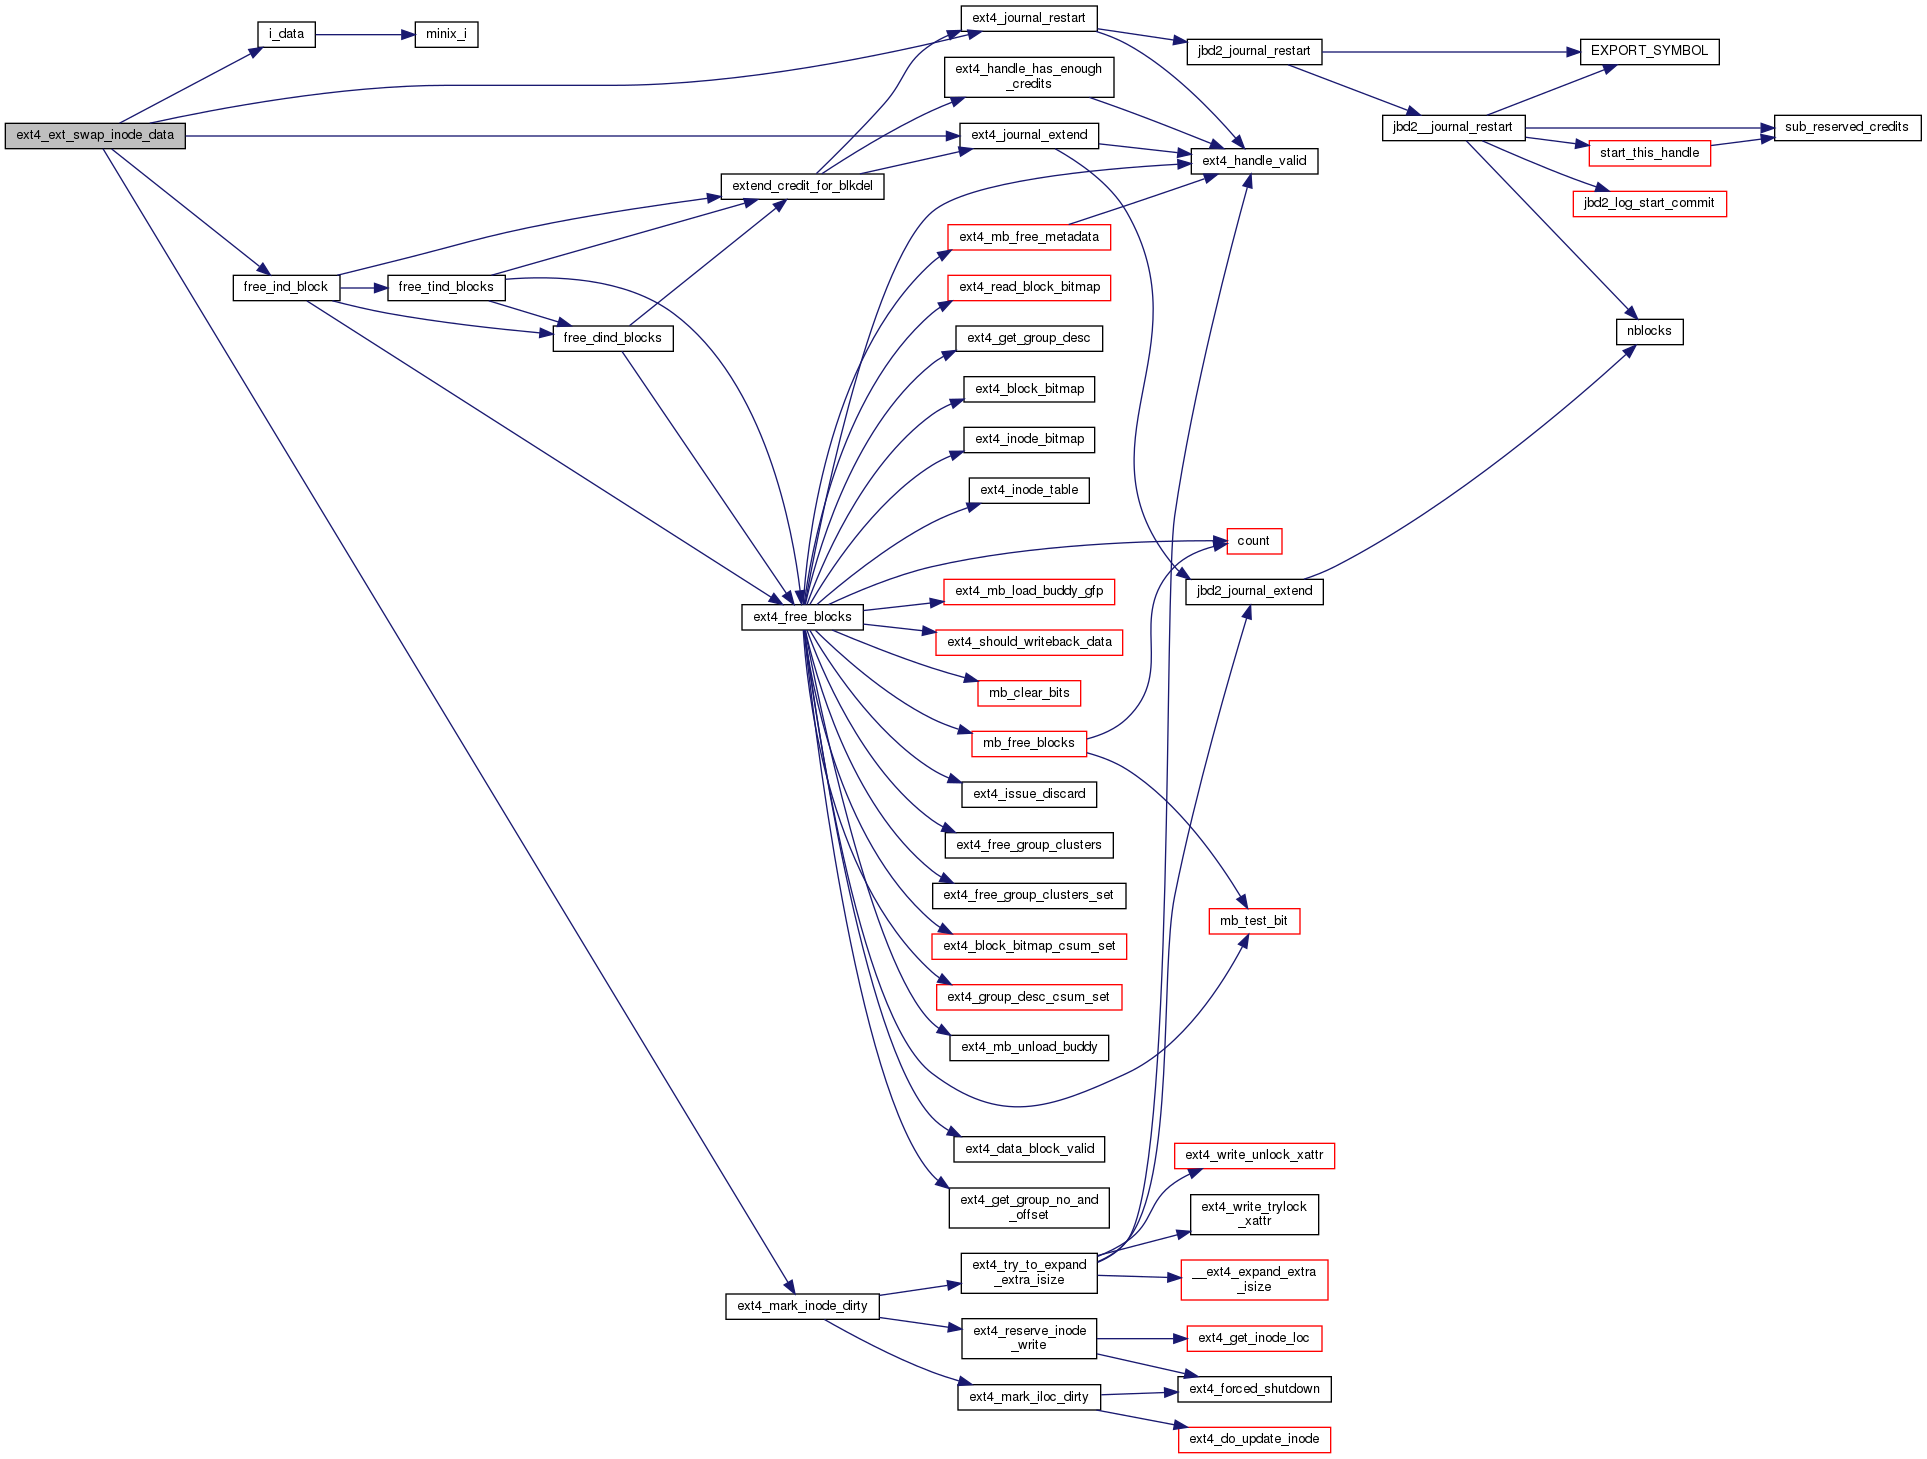 ext4_journal_restart
i_data
minix_i
jbd2_journal_restart
EXPORT_SYMBOL
ext4_handle_has_enough
_credits
ext4_ext_swap_inode_data
ext4_journal_extend
jbd2__journal_restart
sub_reserved_credits
start_this_handle
ext4_handle_valid
extend_credit_for_blkdel
jbd2_log_start_commit
ext4_mb_free_metadata
free_ind_block
free_tind_blocks
ext4_read_block_bitmap
nblocks
free_dind_blocks
ext4_get_group_desc
ext4_block_bitmap
ext4_inode_bitmap
ext4_inode_table
count
ext4_mb_load_buddy_gfp
jbd2_journal_extend
ext4_free_blocks
ext4_should_writeback_data
mb_clear_bits
mb_free_blocks
ext4_issue_discard
ext4_free_group_clusters
ext4_free_group_clusters_set
mb_test_bit
ext4_block_bitmap_csum_set
ext4_group_desc_csum_set
ext4_mb_unload_buddy
ext4_data_block_valid
ext4_write_unlock_xattr
ext4_get_group_no_and
_offset
ext4_write_trylock
_xattr
ext4_try_to_expand
_extra_isize
__ext4_expand_extra
_isize
ext4_mark_inode_dirty
ext4_reserve_inode
_write
ext4_get_inode_loc
ext4_forced_shutdown
ext4_mark_iloc_dirty
ext4_do_update_inode